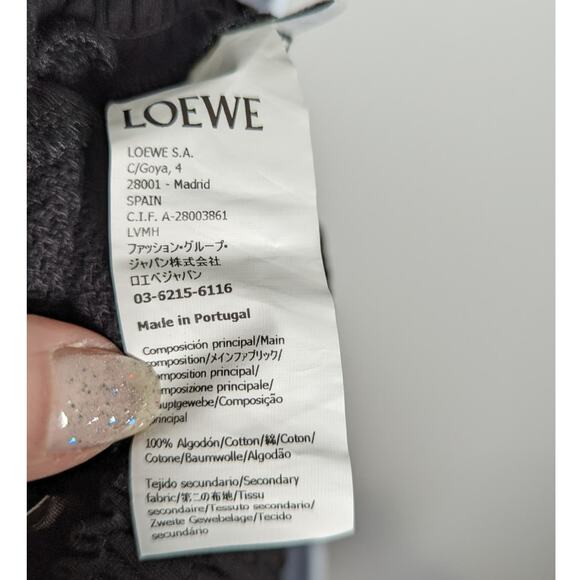 LOEWE
LOEWE S.A.
C/Goya, 4
28001 - Madrid
SPAIN
C.I.F. A-28003861
LVMH
ファッション・グループ・
ジャパン株式会社
ロエベジャパン
03-6215-6116
Made in Portugal
Composición principal/Main
composition/メインファブリック/
omposition principal/
mposizione principale/
auptgewebe/Composição
principal
100% Algodón/Cotton/綿/Coton/
Cotone/Baumwolle/Algodão
Tejido secundario/Secondary
fabric/第二の布地/Tissu
secondaire/Tessuto secondario/
Zweite Gewebelage/Tecido
secundário